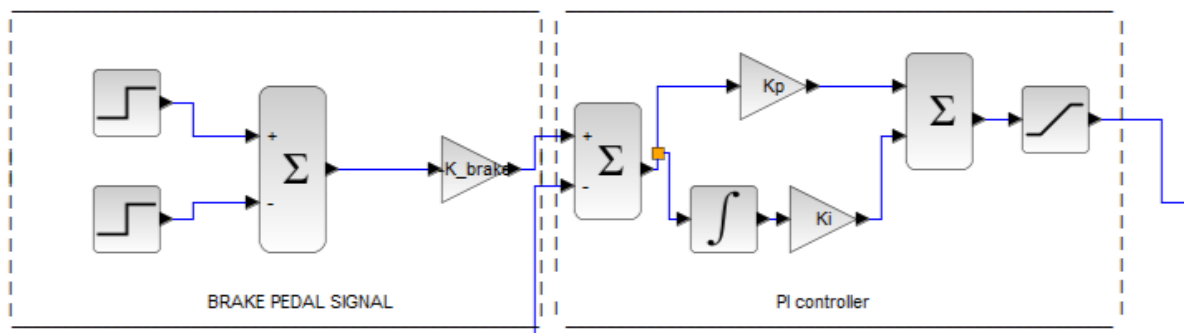 +
-
Σ
-K_brake
+
-
Σ
Kp
∫
Ki
Σ
BRAKE PEDAL SIGNAL
PI controller